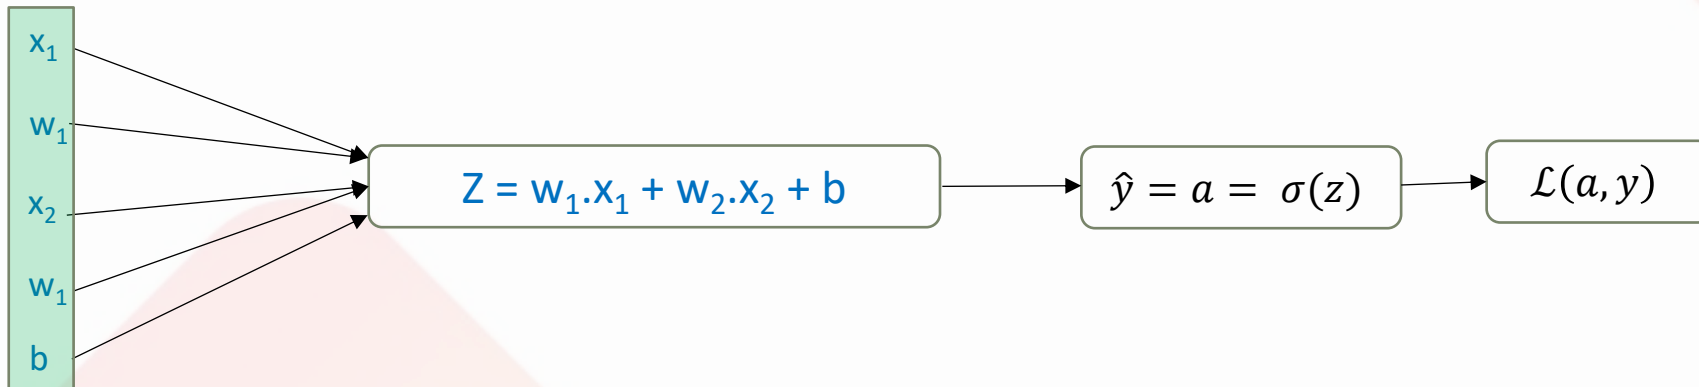 x₁
w₁
x₂
w₁
b
Z = w₁.x₁ + w₂.x₂ + b
ŷ = a = σ(z)
ℒ(a, y)